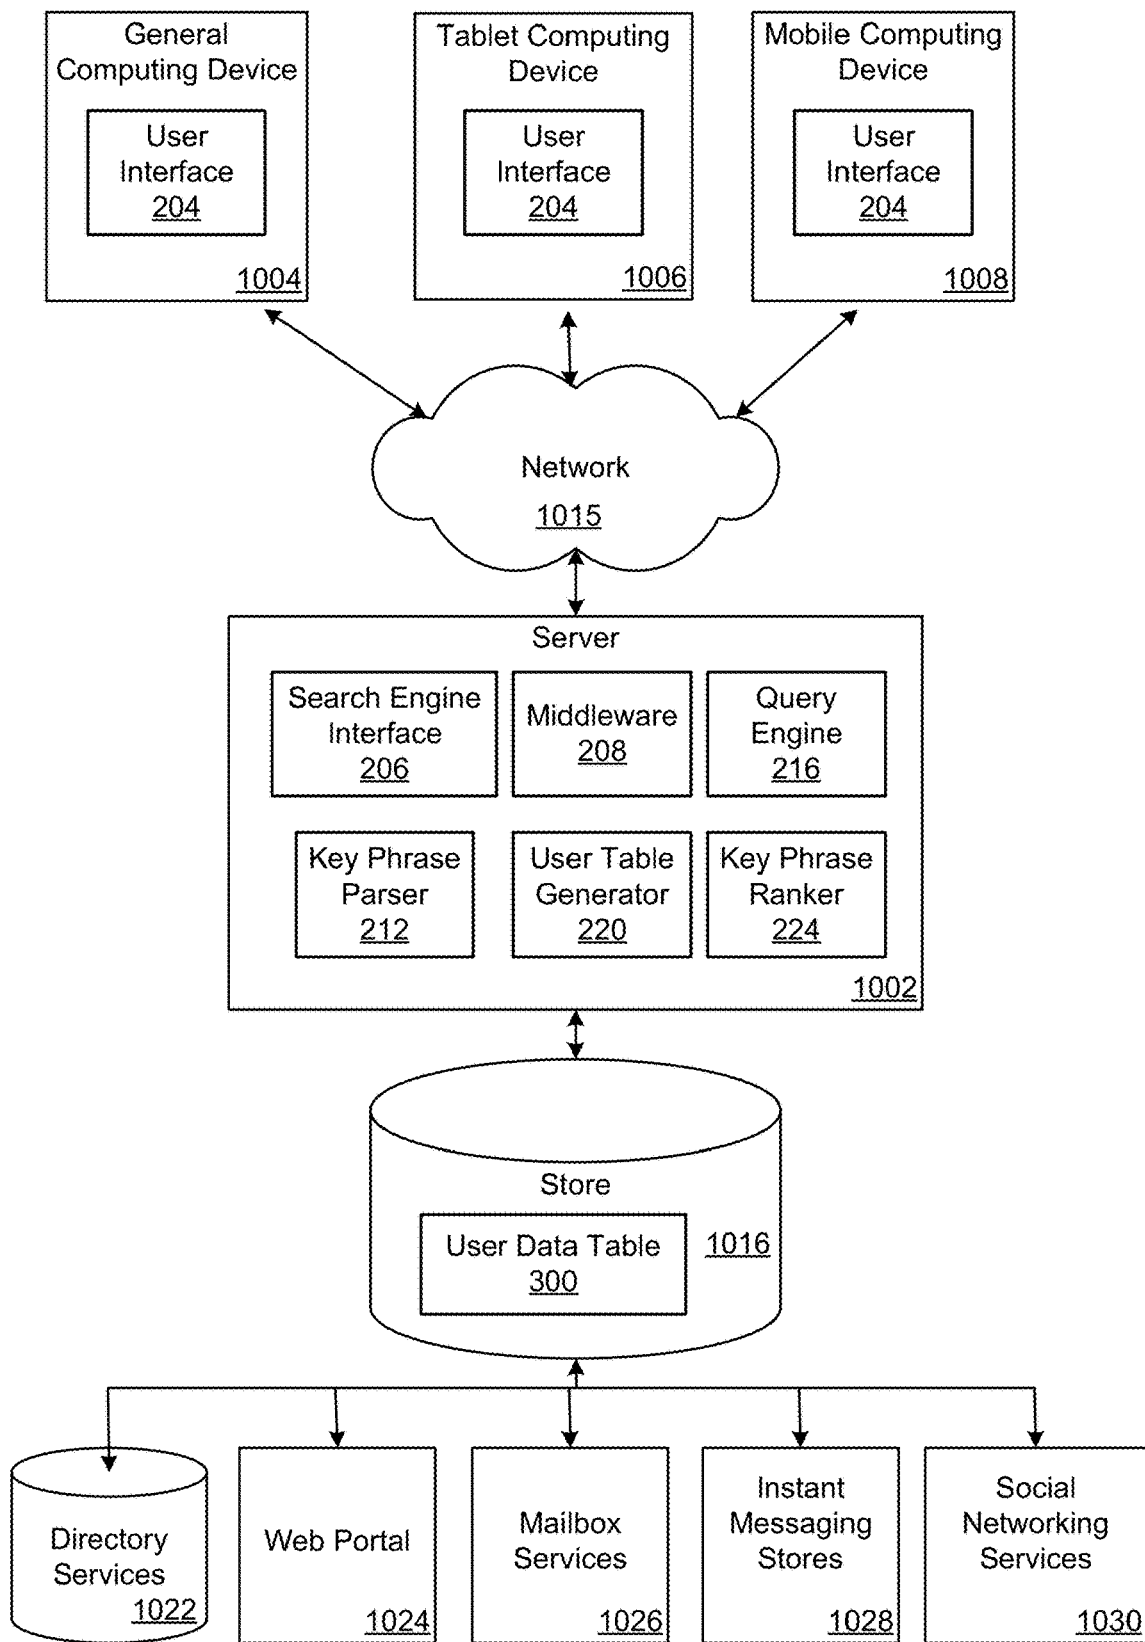 General
Computing Device
User
Interface
204
1004
Tablet Computing
Device
User
Interface
204
1006
Mobile Computing
Device
User
Interface
204
1008
Network
1015
Server
Search Engine
Interface
206
Middleware
208
Query
Engine
216
Key Phrase
Parser
212
User Table
Generator
220
Key Phrase
Ranker
224
1002
Store
User Data Table
300
1016
Directory
Services
1022
Web Portal
1024
Mailbox
Services
1026
Instant
Messaging
Stores
1028
Social
Networking
Services
1030